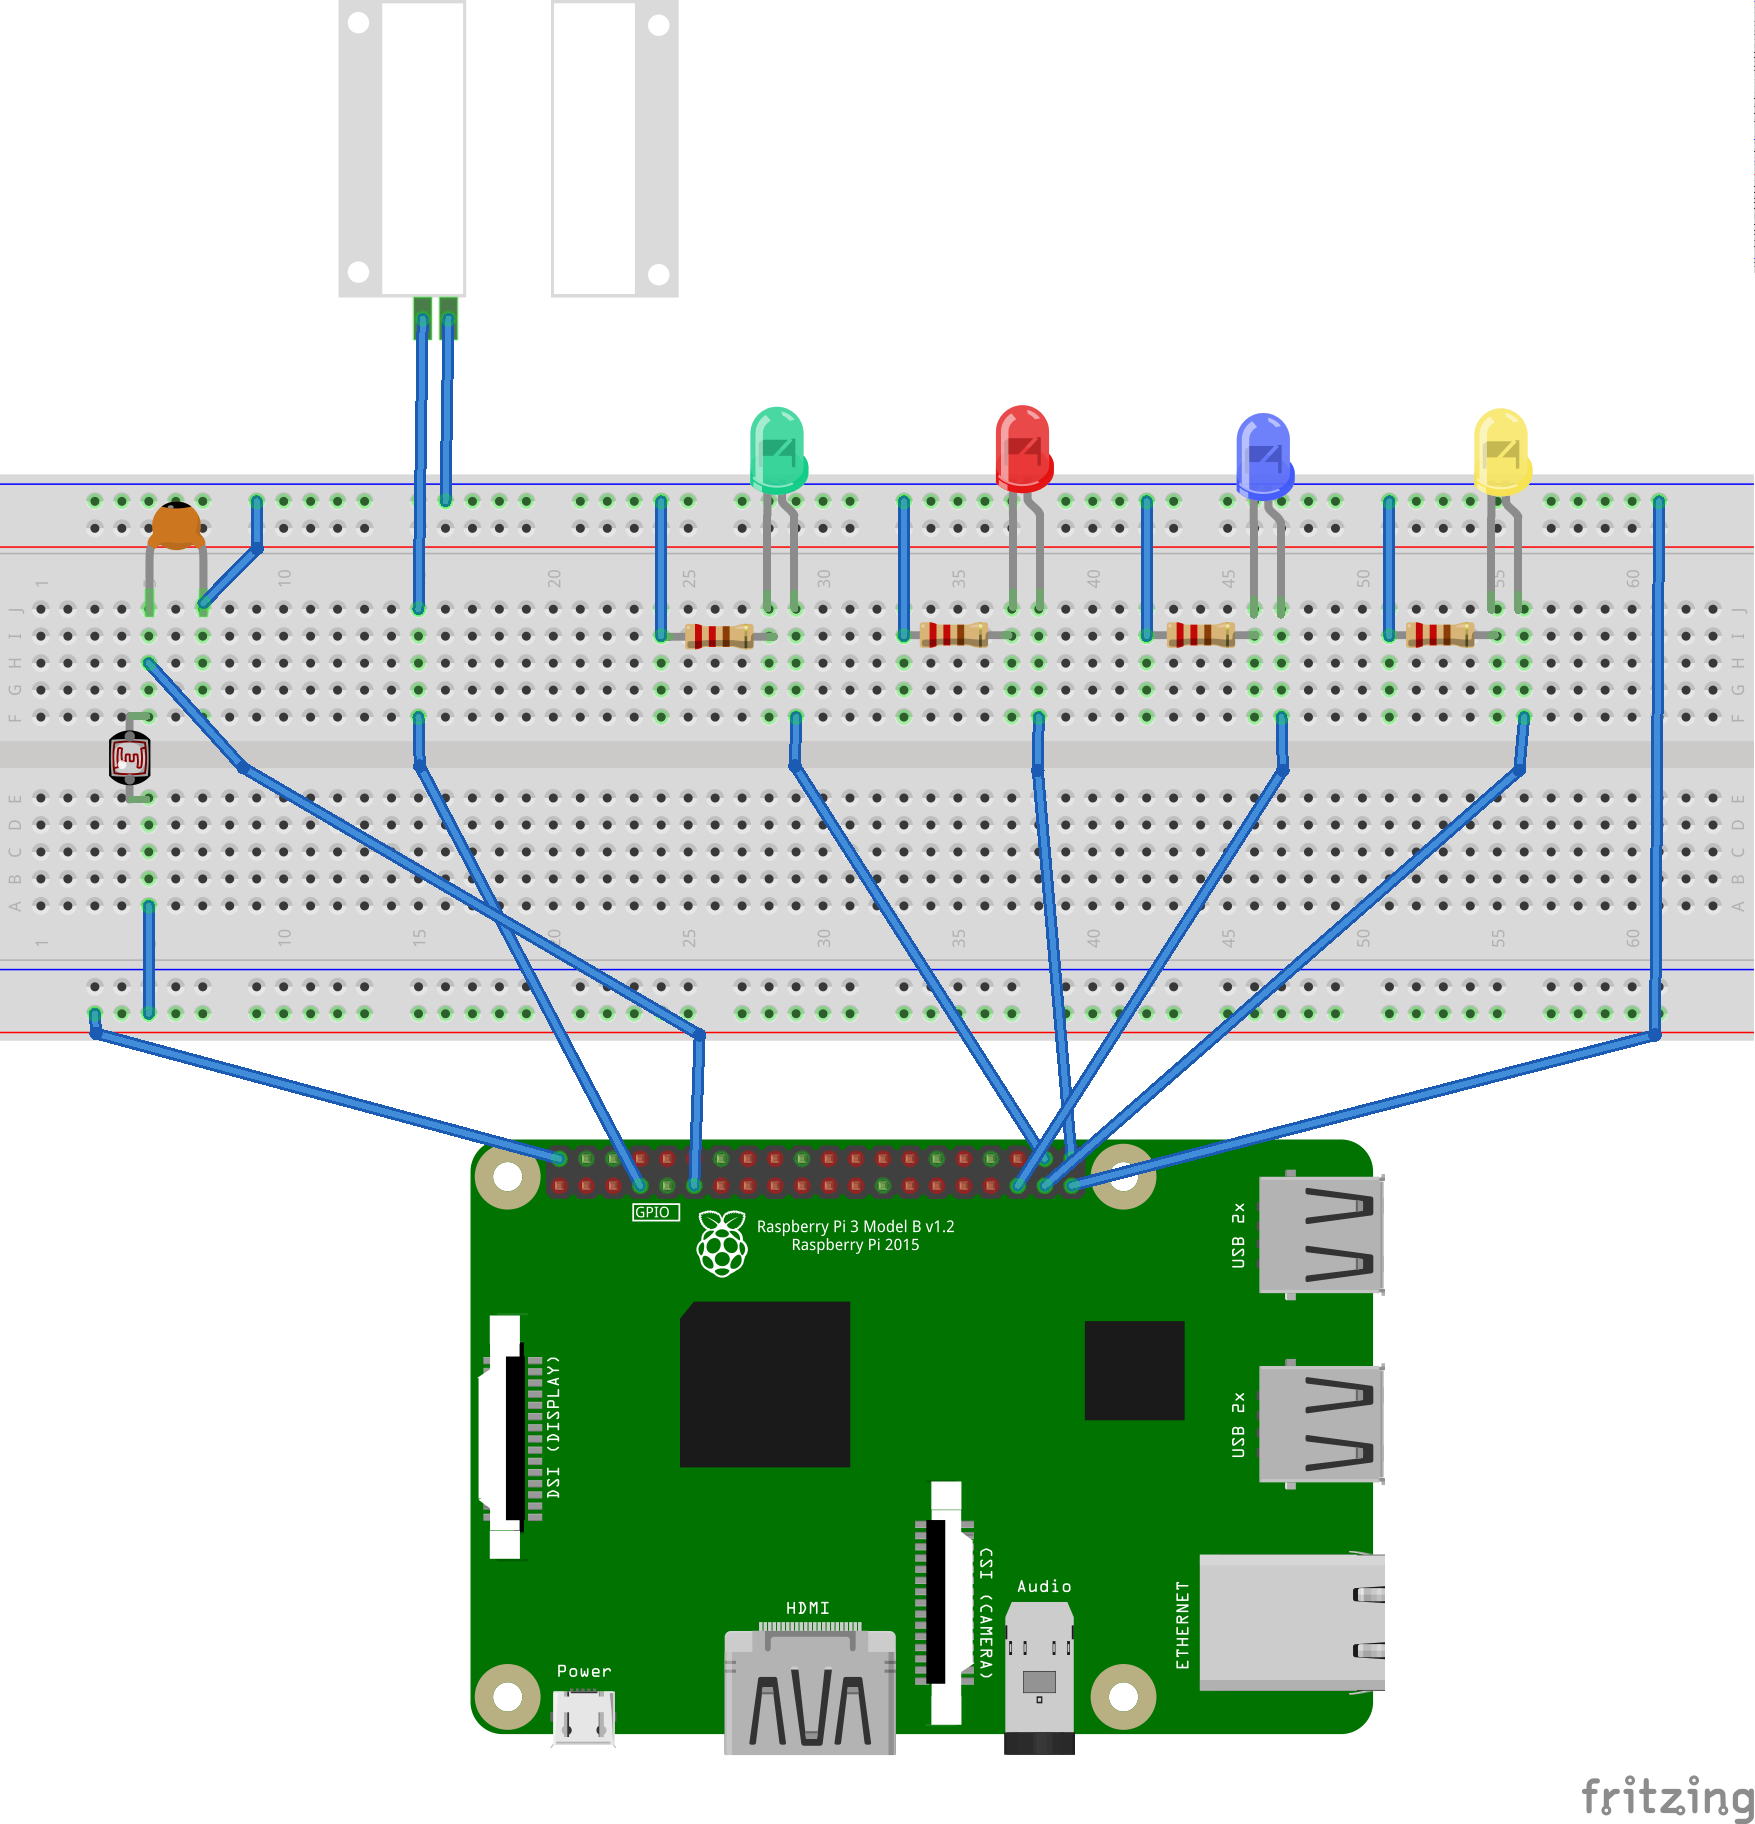 1
10
15
20
25
30
35
40
45
50
55
60
J
I
H
G
F
J
I
H
G
F
E
D
C
B
A
E
D
C
B
A
1
10
15
20
25
30
35
40
45
50
55
60
GPIO
Raspberry Pi 3 Model B v1.2
Raspberry Pi 2015
USB 2x
USB 2x
DSI (DISPLAY)
CSI (CAMERA)
Audio
HDMI
ETHERNET
Power
fritzing